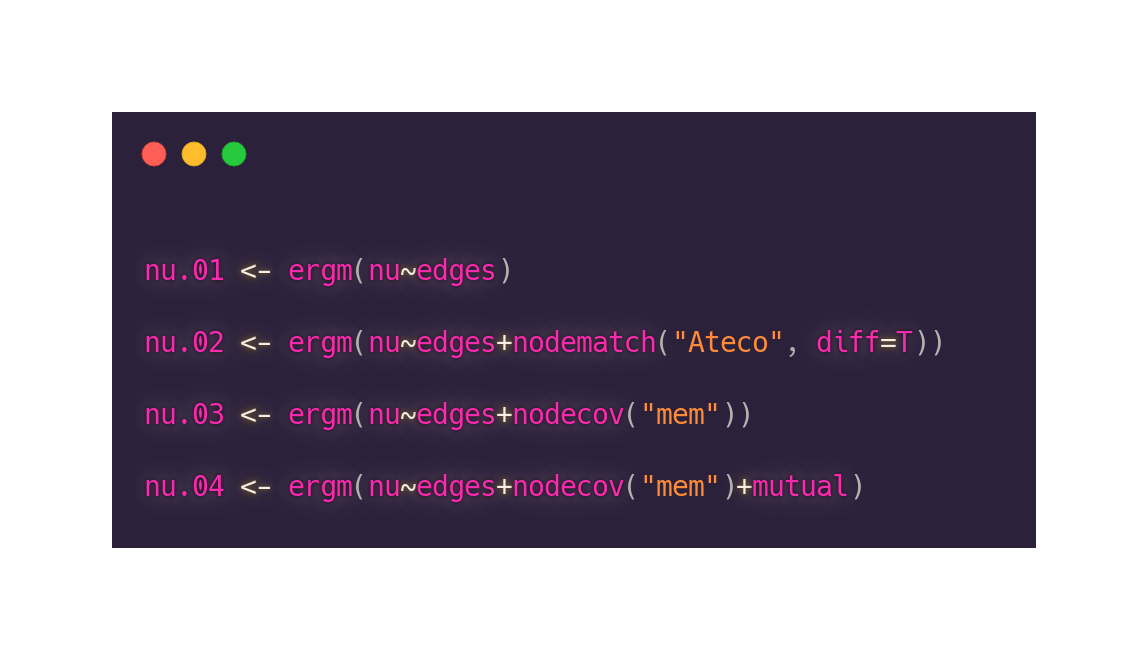 nu.01 <- ergm(nu~edges)
nu.02 <- ergm(nu~edges+nodematch("Ateco", diff=T))
nu.03 <- ergm(nu~edges+nodecov("mem"))
nu.04 <- ergm(nu~edges+nodecov("mem")+mutual)